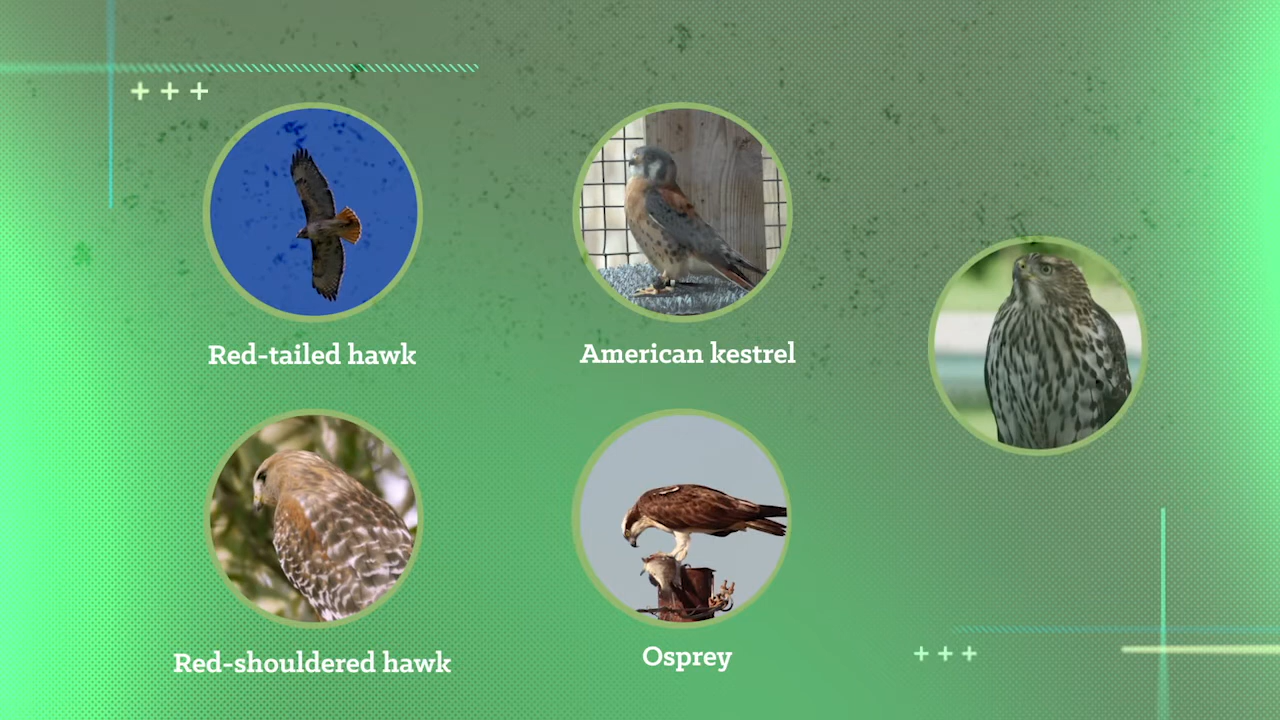 Red-tailed hawk
American kestrel
Red-shouldered hawk
Osprey